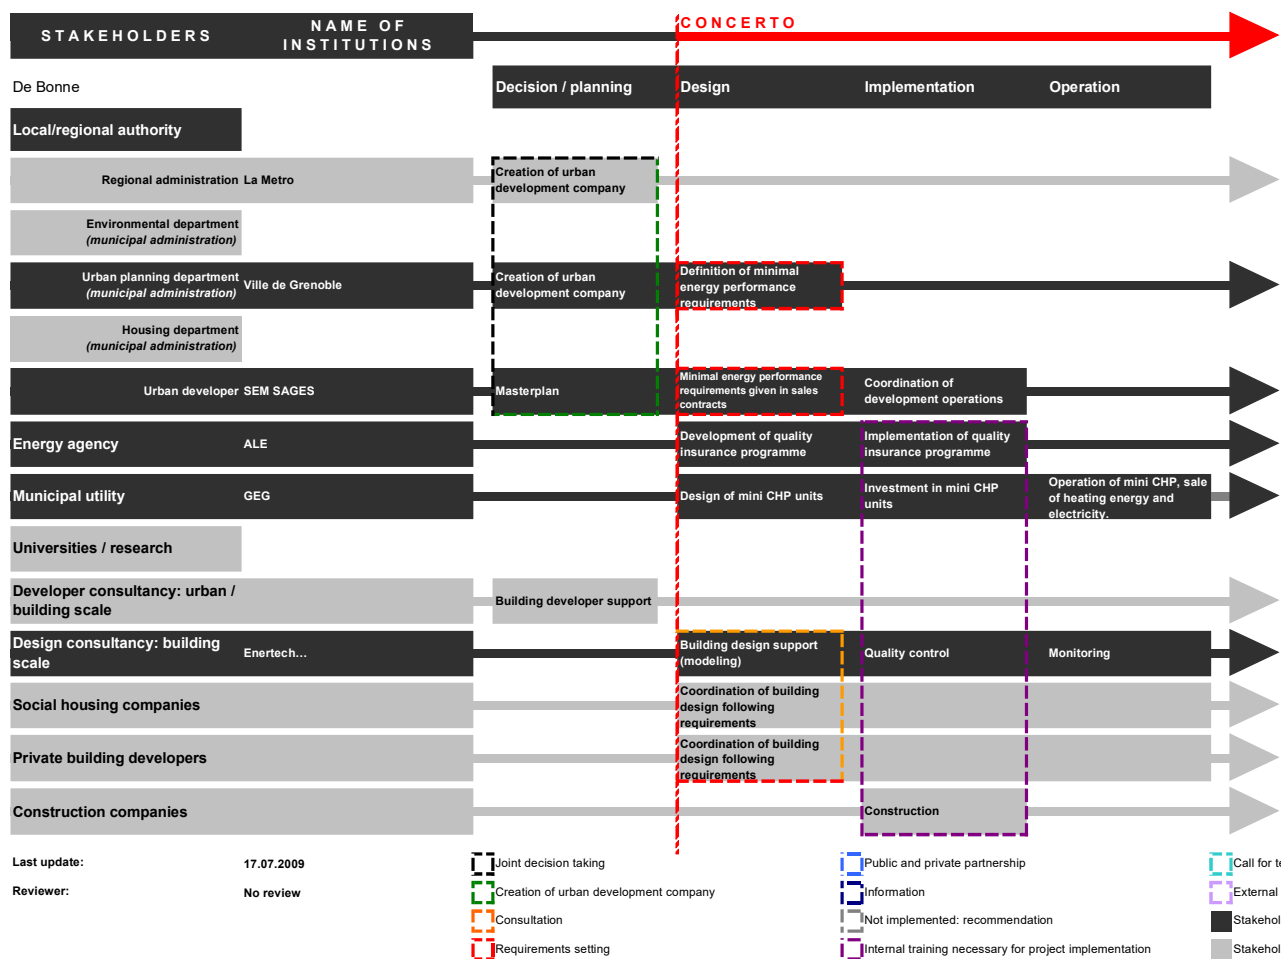 STAKEHOLDERS
NAME OF
INSTITUTIONS
CONCERTO
De Bonne
Decision / planning
Design
Implementation
Operation
Local/regional authority
Regional administration
La Metro
Creation of urban
development company
Environmental department
(municipal administration)
Urban planning department
(municipal administration)
Ville de Grenoble
Creation of urban
development company
Definition of minimal
energy performance
requirements
Housing department
(municipal administration)
Urban developer
SEM SAGES
Masterplan
Minimal energy performance
requirements given in sales
contracts
Coordination of
development operations
Energy agency
ALE
Development of quality
insurance programme
Implementation of quality
insurance programme
Municipal utility
GEG
Design of mini CHP units
Investment in mini CHP
units
Operation of mini CHP, sale
of heating energy and
electricity.
Universities / research
Developer consultancy: urban /
building scale
Building developer support
Design consultancy: building
scale
Enertech...
Building design support
(modeling)
Quality control
Monitoring
Social housing companies
Coordination of building
design following
requirements
Private building developers
Coordination of building
design following
requirements
Construction companies
Construction
Last update:
17.07.2009
Reviewer:
No review
Joint decision taking
Creation of urban development company
Consultation
Requirements setting
Public and private partnership
Information
Not implemented: recommendation
Internal training necessary for project implementation
Call for
External